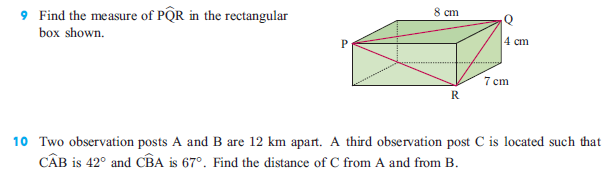 9 Find the measure of PQ̂R in the rectangular
box shown.
8 cm
Q
P
4 cm
7 cm
R
10 Two observation posts A and B are 12 km apart. A third observation post C is located such that
CÂB is 42° and CB̂A is 67°. Find the distance of C from A and from B.